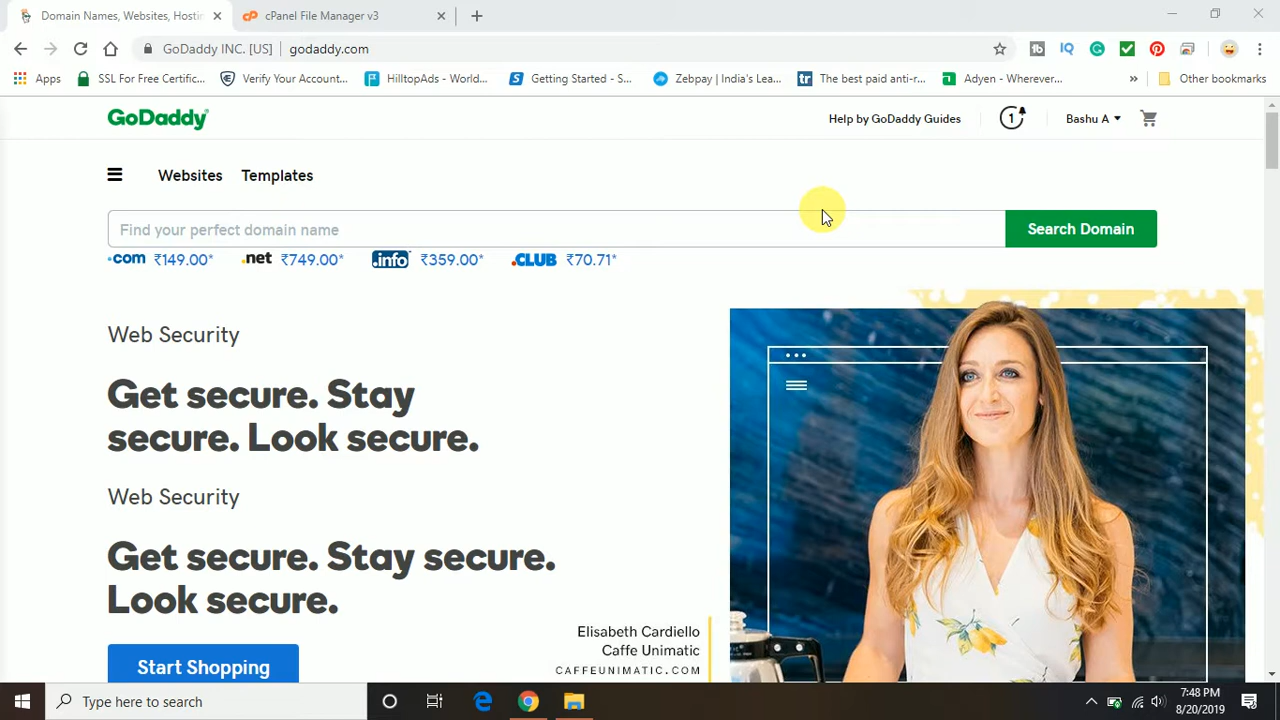 Domain Names, Websites, Hostin
cPanel File Manager v3
GoDaddy INC. [US] godaddy.com
Apps SSL For Free Certific... Verify Your Account... HilltopAds - World... Getting Started - S... Zebpay | India's Lea... The best paid anti-r... Adyen - Wherever... » Other bookmarks
GoDaddy
Help by GoDaddy Guides 1 Bashu A
Websites Templates
Find your perfect domain name Search Domain
.com ₹149.00* .net ₹749.00* .info ₹359.00* .CLUB ₹70.71*
Web Security
Get secure. Stay
secure. Look secure.
Web Security
Get secure. Stay secure.
Look secure.
Start Shopping
Elisabeth Cardiello
Caffe Unimatic
CAFFEUNIMATIC.COM
Type here to search
7:48 PM
8/20/2019